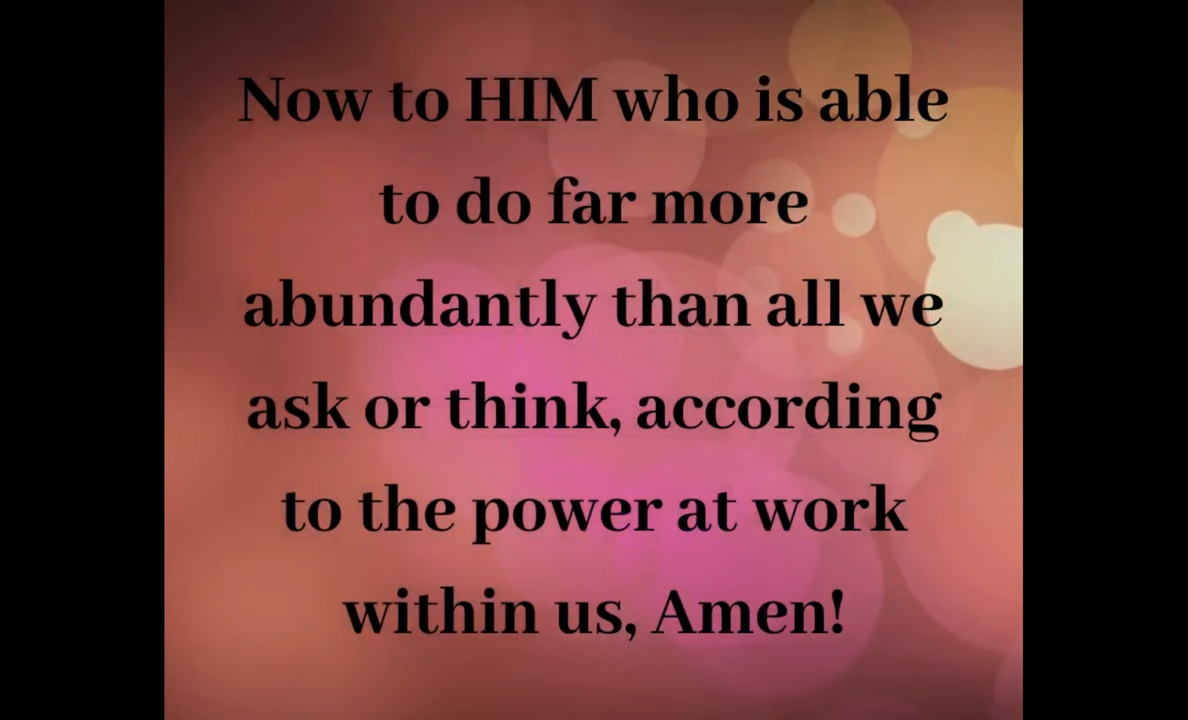 Now to HIM who is able
to do far more
abundantly than all we
ask or think, according
to the power at work
within us, Amen!